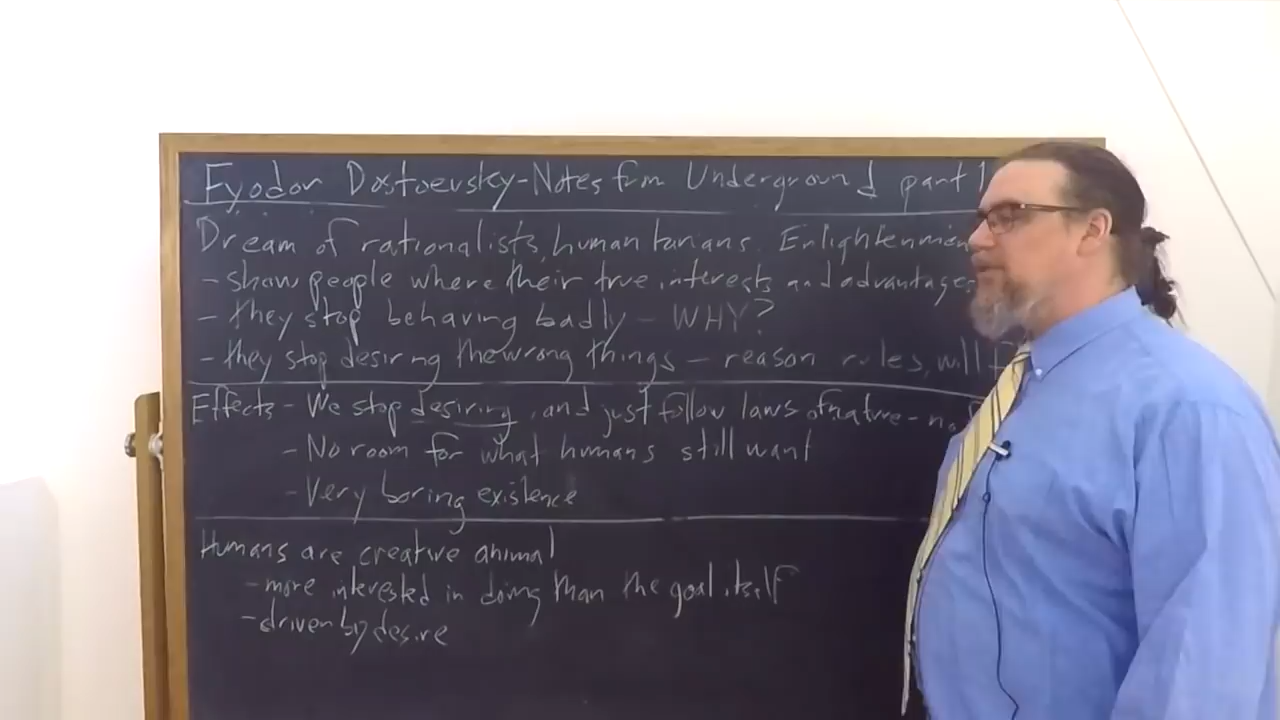 Fyodor Dostoevsky-Notes from Underground part 1
Dream of rationalists, humanitarians. Enlightenmen
- show people where their true interests and advantages
- they stop behaving badly - WHY?
- they stop desiring the wrong things - reason rules, will
Effects - We stop desiring, and just follow laws of nature - no
- No room for what humans still want
- Very boring existence
Humans are creative animal
- more interested in doing than the goal itself
- driven by desire